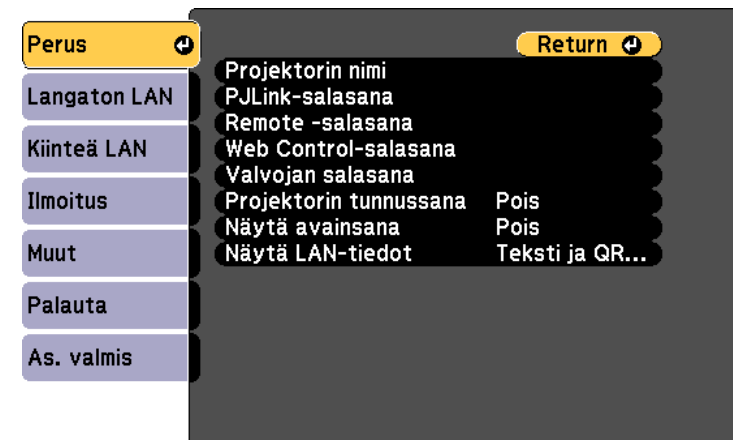 Perus
Langaton LAN
Kiinteä LAN
Ilmoitus
Muut
Palauta
As. valmis
Return
Projektorin nimi
PJLink-salasana
Remote -salasana
Web Control-salasana
Valvojan salasana
Projektorin tunnussana Pois
Näytä avainsana Pois
Näytä LAN-tiedot Teksti ja QR...